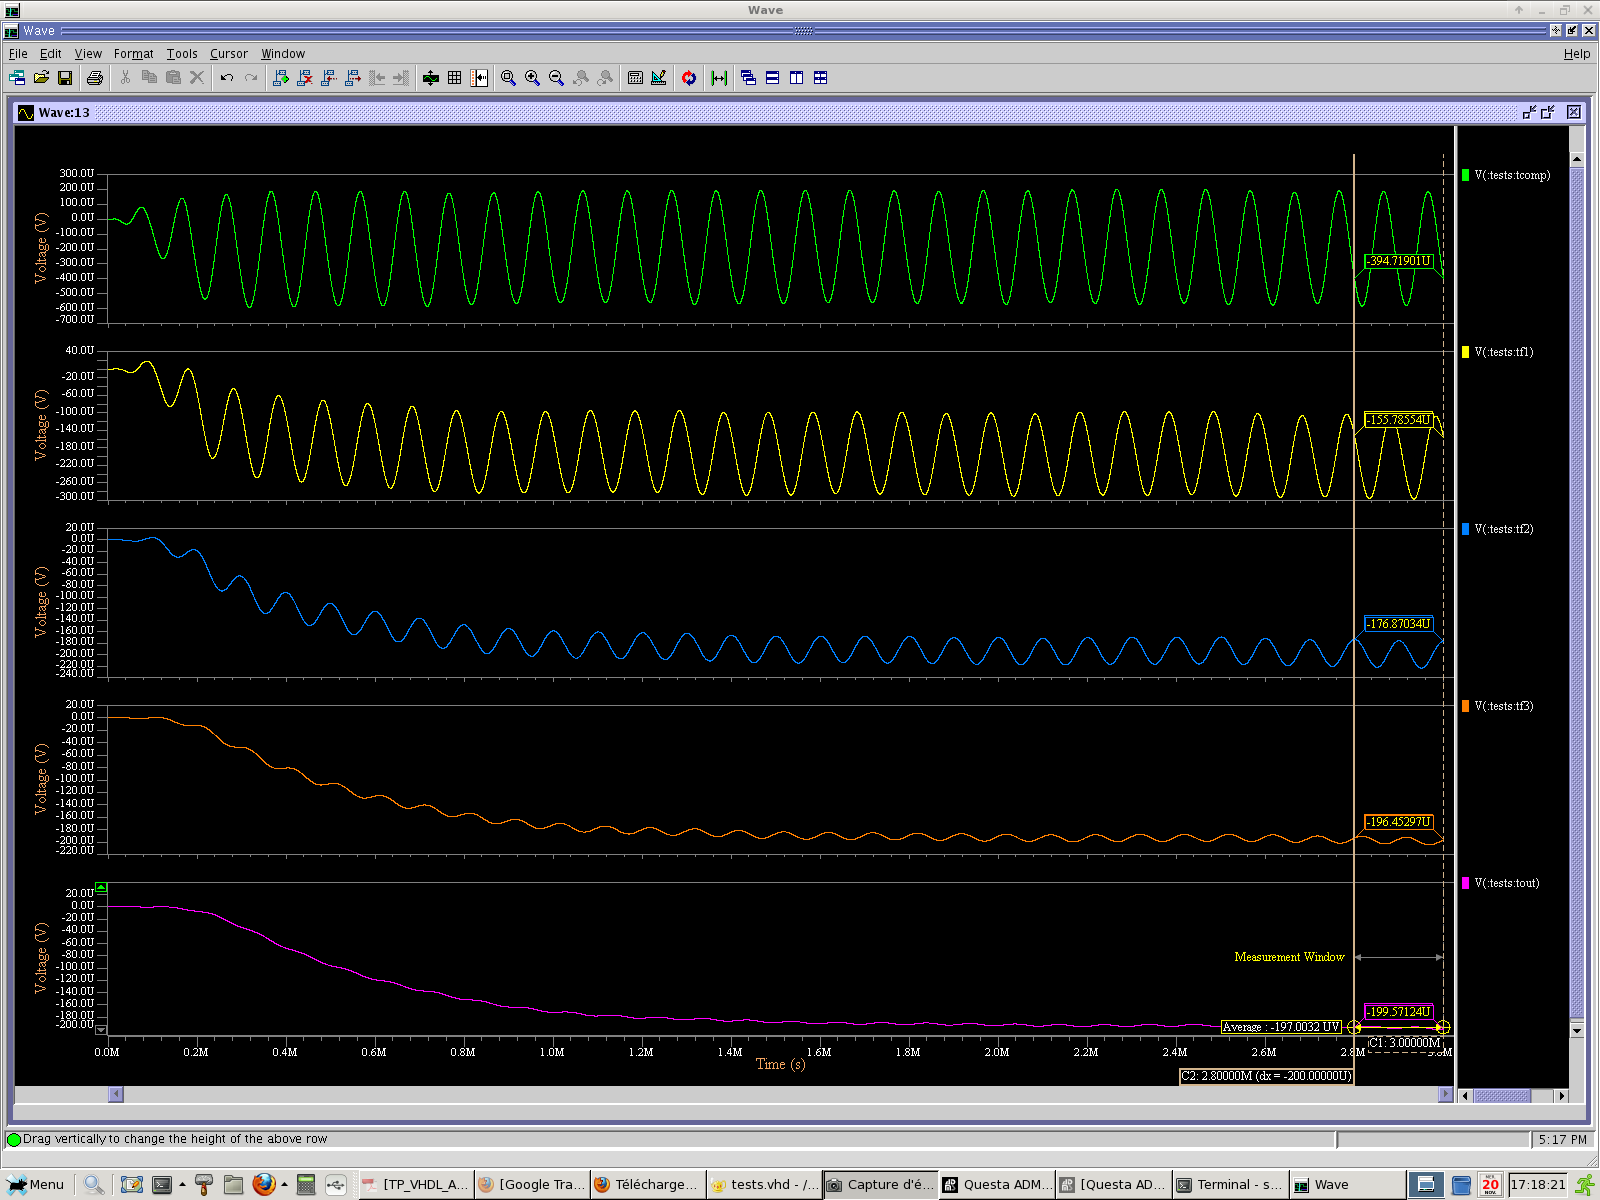 Wave
Wave
File Edit View Format Tools Cursor Window Help
Wave:13
300.0U
200.0U
100.0U
0.0U
-100.0U
-200.0U
-300.0U
-400.0U
-500.0U
-600.0U
-700.0U
Voltage (V)
-394.71901U
V(:tests:tcomp)
40.0U
-20.0U
-60.0U
-100.0U
-140.0U
-180.0U
-220.0U
-260.0U
-300.0U
Voltage (V)
-155.78554U
V(:tests:tf1)
20.0U
0.0U
-20.0U
-40.0U
-60.0U
-80.0U
-100.0U
-120.0U
-140.0U
-160.0U
-180.0U
-200.0U
-220.0U
-240.0U
Voltage (V)
-176.87034U
V(:tests:tf2)
20.0U
0.0U
-20.0U
-40.0U
-60.0U
-80.0U
-100.0U
-120.0U
-140.0U
-160.0U
-180.0U
-200.0U
-220.0U
Voltage (V)
-196.45297U
V(:tests:tf3)
20.0U
0.0U
-20.0U
-40.0U
-60.0U
-80.0U
-100.0U
-120.0U
-140.0U
-160.0U
-180.0U
-200.0U
Voltage (V)
V(:tests:tout)
Measurement Window
-199.57124U
Average : -197.0032 UV
C1: 3.00000M
0.0M 0.2M 0.4M 0.6M 0.8M 1.0M 1.2M 1.4M 1.6M 1.8M 2.0M 2.2M 2.4M 2.6M 2.8M 3.0M
Time (s)
C2: 2.80000M (dx = -200.00000U)
Drag vertically to change the height of the above row
5:17 PM
Menu [TP_VHDL_A... [Google Tra... Télécharge... tests.vhd - /... Capture d'é... Questa ADM... [Questa AD... Terminal - s... Wave 20 17:18:21